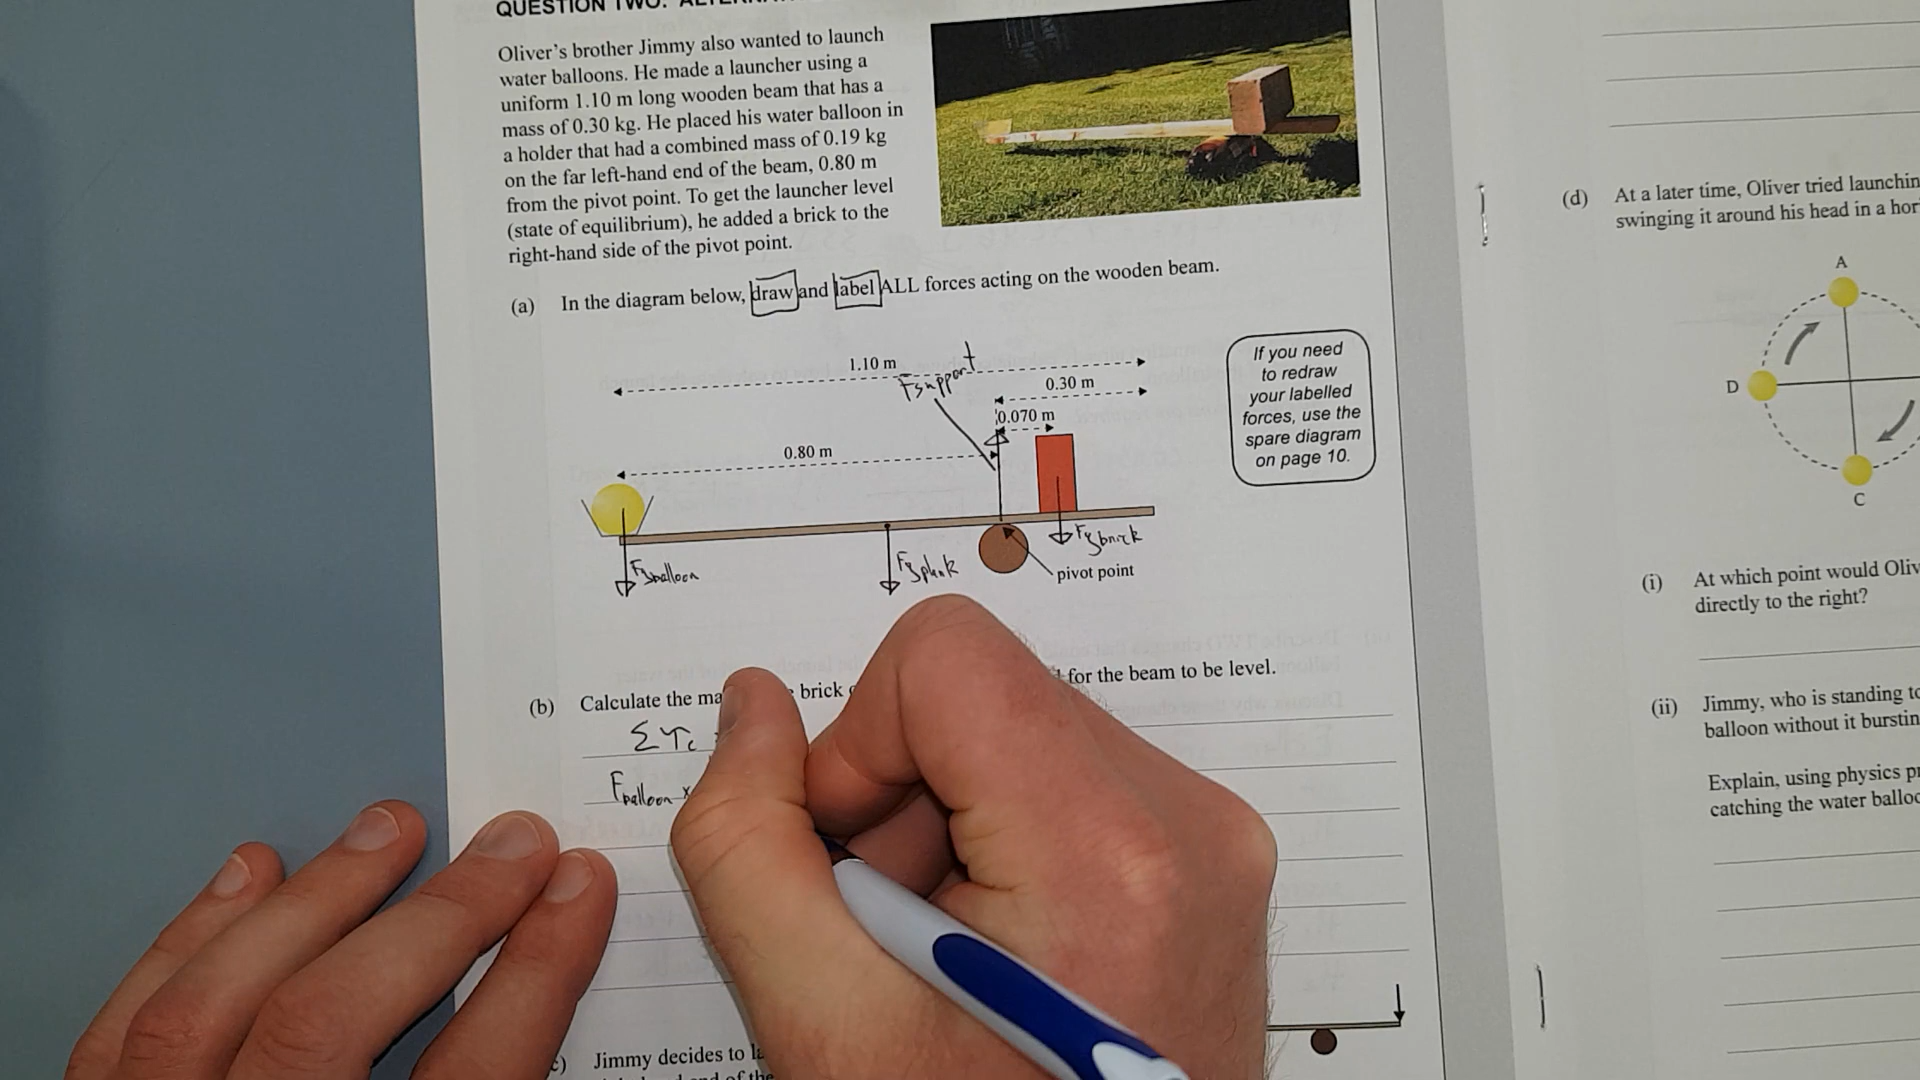 QUESTION TWO:
Oliver's brother Jimmy also wanted to launch
water balloons. He made a launcher using a
uniform 1.10 m long wooden beam that has a
mass of 0.30 kg. He placed his water balloon in
a holder that had a combined mass of 0.19 kg
on the far left-hand end of the beam, 0.80 m
from the pivot point. To get the launcher level
(state of equilibrium), he added a brick to the
right-hand side of the pivot point.
(a) In the diagram below, draw and label ALL forces acting on the wooden beam.
1.10 m
Fsupport
0.30 m
0.070 m
0.80 m
If you need
to redraw
your labelled
forces, use the
spare diagram
on page 10.
Fgballoon
Fgplank
Fgbrick
pivot point
(b) Calculate the brick for the beam to be level.
Στc
Fballoon x
Jimmy decides to
of the
(d) At a later time, Oliver tried
swinging it around his head in a
A
D
C
(i) At which point would
directly to the right?
(ii) Jimmy, who is standing
balloon without it
Explain, using physics
catching the water